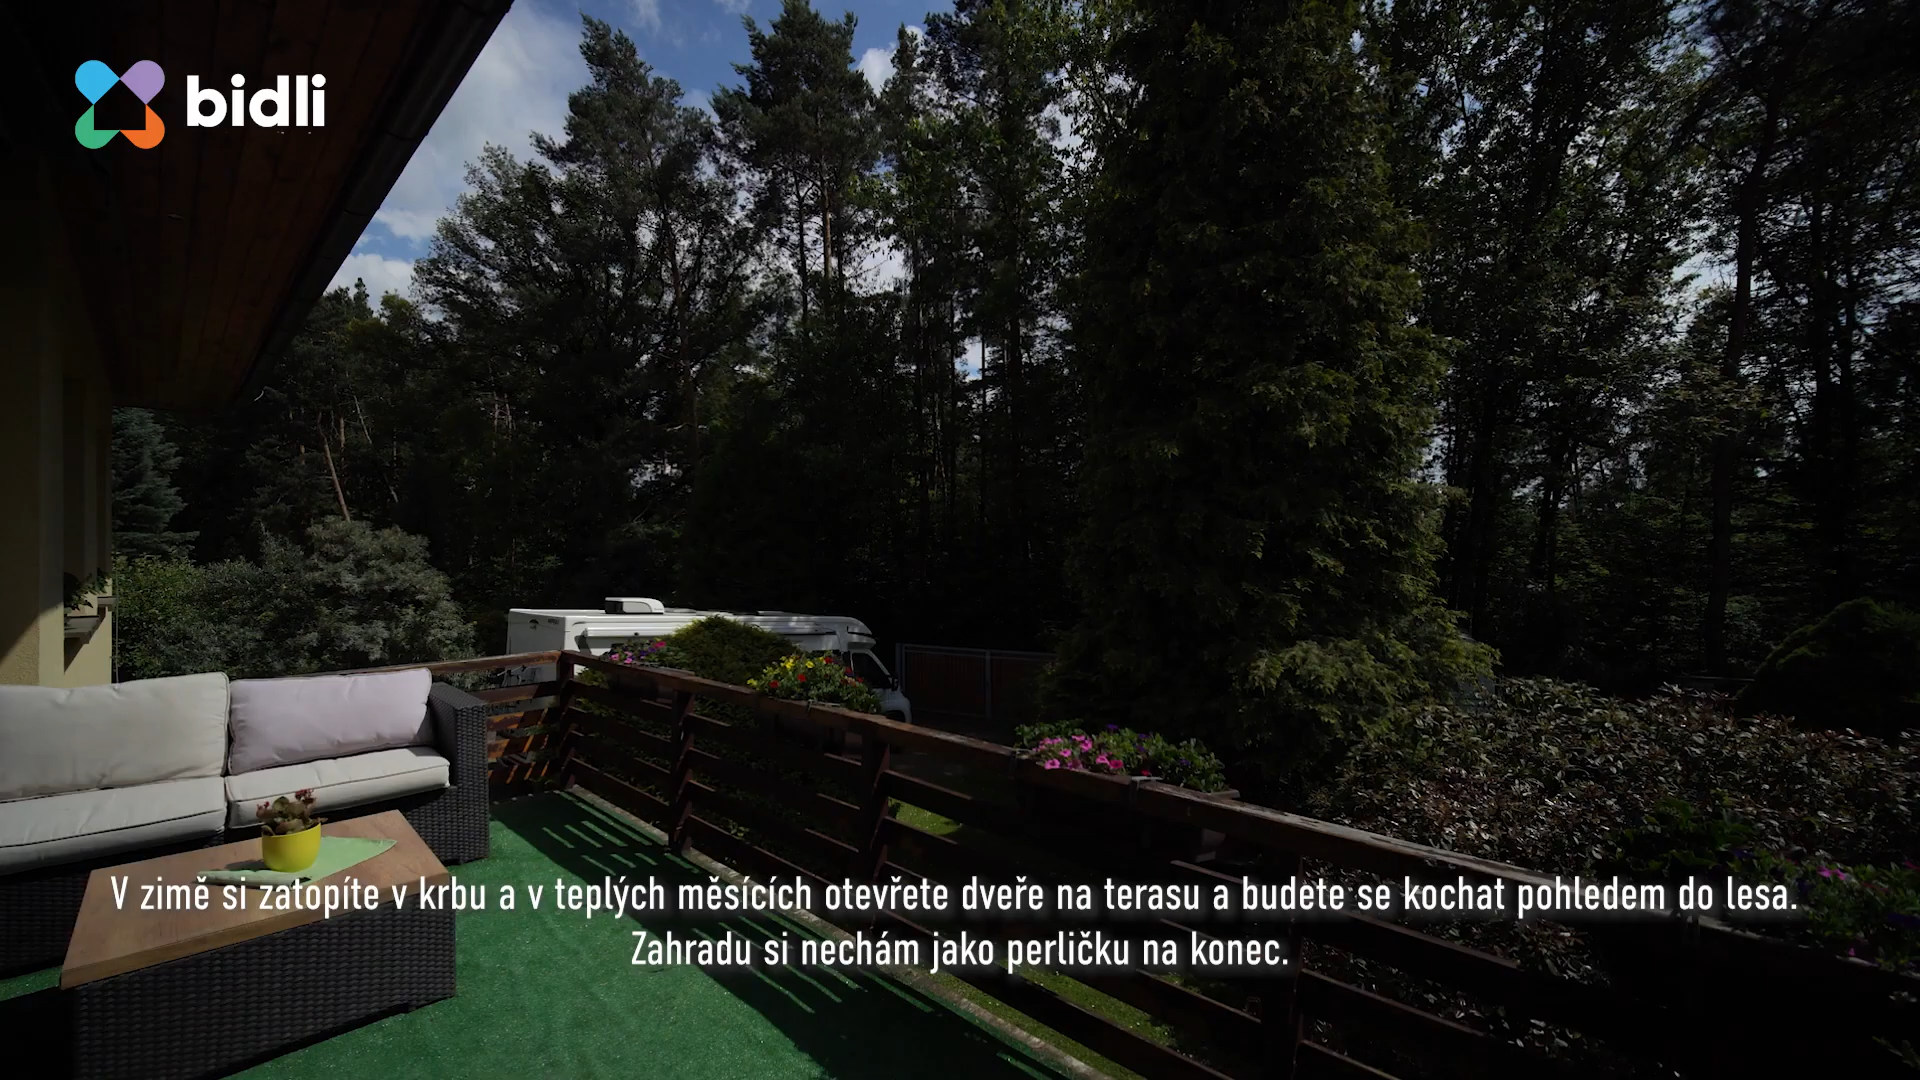 bidli
V zimě si zatopíte v krbu a v teplých měsících otevřete dveře na terasu a budete se kochat pohledem do lesa.
Zahradu si nechám jako perličku na konec.